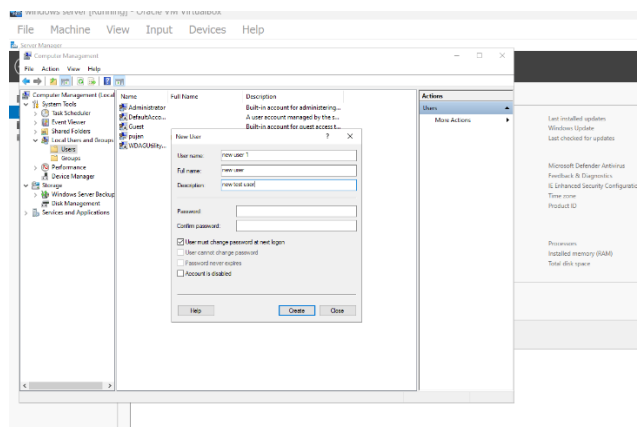 windows server [Running] - Oracle VM VirtualBox
File Machine View Input Devices Help
Server Manager
Computer Management
File Action View Help
Computer Management (Local
System Tools
Task Scheduler
Event Viewer
Shared Folders
Local Users and Groups
Users
Groups
Performance
Device Manager
Storage
Windows Server Backup
Disk Management
Services and Applications
Name Full Name Description
Administrator Built-in account for administering...
DefaultAcco... A user account managed by the s...
Guest Built-in account for guest access t...
pujen
WDAGUtility...
New User ? X
User name: new user 1
Full name: new user
Description: new test user
Password:
Confirm password:
User must change password at next logon
User cannot change password
Password never expires
Account is disabled
Help Create Close
Actions
Users
More Actions
Last installed updates
Windows Update
Last checked for updates
Microsoft Defender Antivirus
Feedback & Diagnostics
IE Enhanced Security Configuratio
Time zone
Product ID
Processors
Installed memory (RAM)
Total disk space